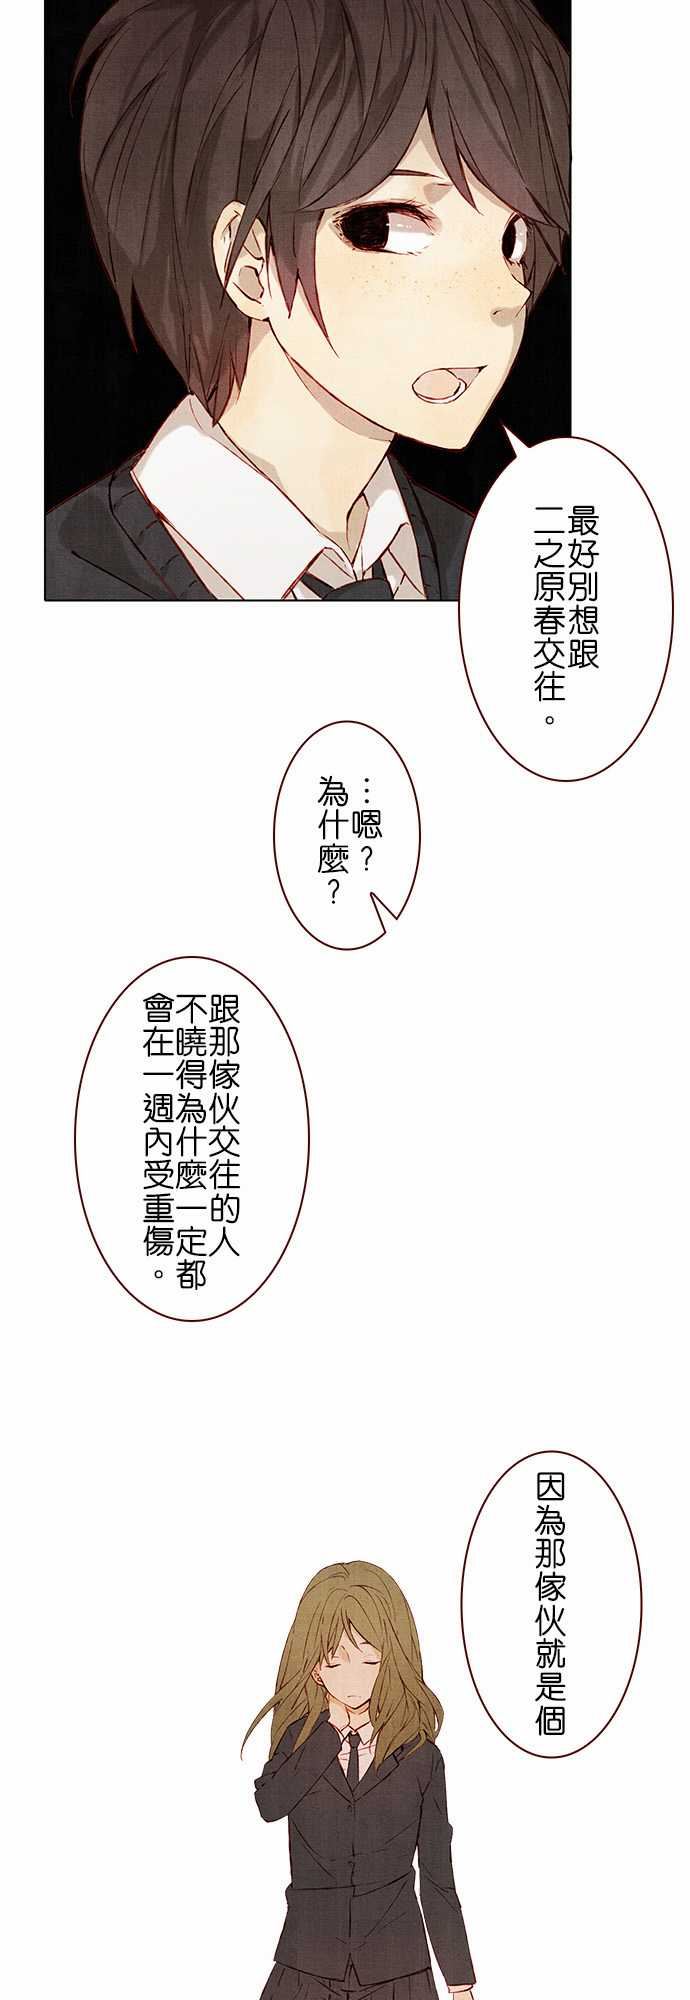 最好別想跟
二之原春交往。
…嗯？
為什麼？
跟那傢伙交往的人
不曉得為什麼一定都
會在一週內受重傷。
因為那傢伙就是個